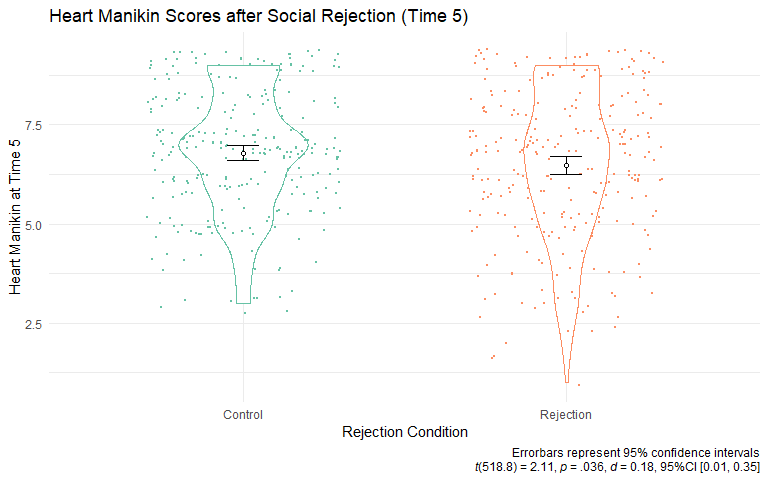 Heart Manikin Scores after Social Rejection (Time 5)
Heart Manikin at Time 5
7.5
5.0
2.5
Control
Rejection
Rejection Condition
Errorbars represent 95% confidence intervals
t(518.8) = 2.11, p = .036, d = 0.18, 95%CI [0.01, 0.35]